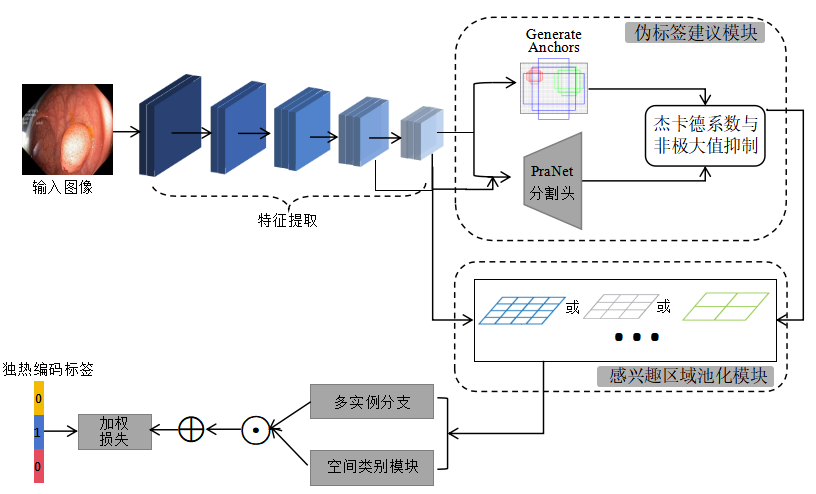 伪标签建议模块
Generate
Anchors
杰卡德系数与
非极大值抑制
PraNet
分割头
输入图像
特征提取
或
或
感兴趣区域池化模块
独热编码标签
0
1
0
加权
损失
多实例分支
空间类别模块